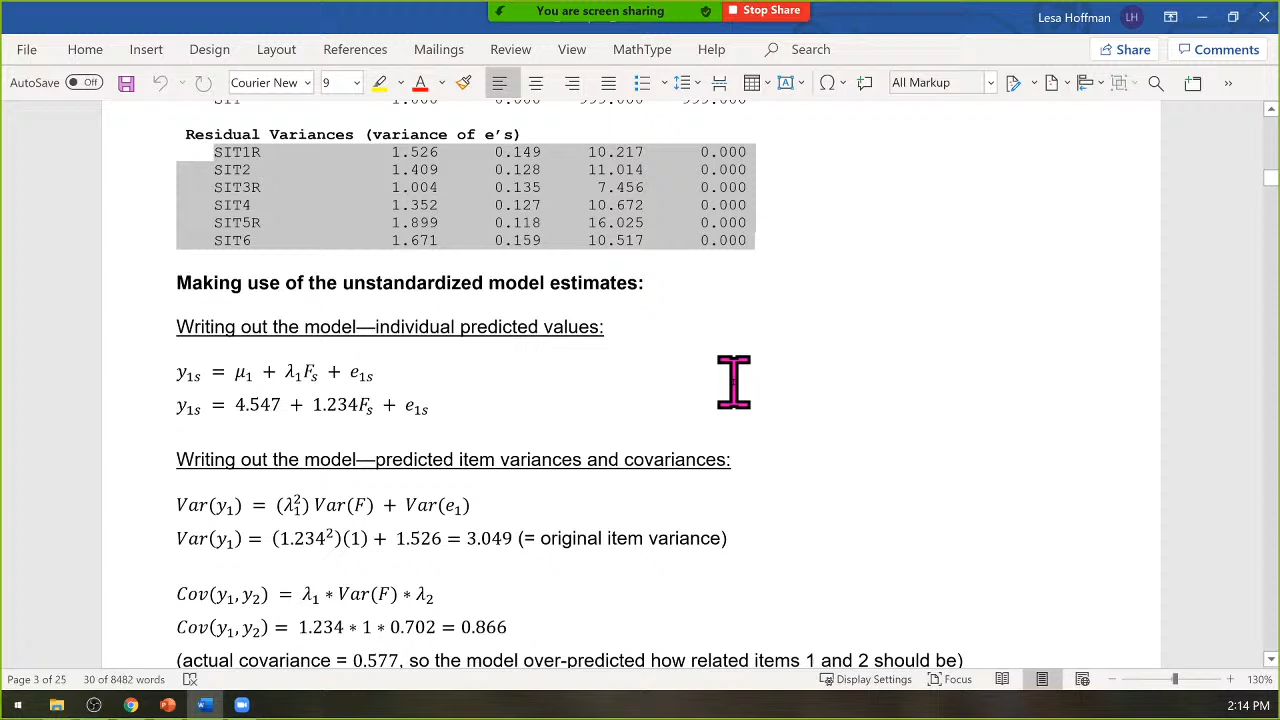 You are screen sharing
Stop Share
Lesa Hoffman LH
File Home Insert Design Layout References Mailings Review View MathType Help Search Share Comments
AutoSave Off Courier New 9 All Markup
SIT 1.000 0.000 999.000 999.000
Residual Variances (variance of e's)
SIT1R 1.526 0.149 10.217 0.000
SIT2 1.409 0.128 11.014 0.000
SIT3R 1.004 0.135 7.456 0.000
SIT4 1.352 0.127 10.672 0.000
SIT5R 1.899 0.118 16.025 0.000
SIT6 1.671 0.159 10.517 0.000
Making use of the unstandardized model estimates:
Writing out the model—individual predicted values:
y₁ₛ = μ₁ + λ₁Fₛ + e₁ₛ
y₁ₛ = 4.547 + 1.234Fₛ + e₁ₛ
Writing out the model—predicted item variances and covariances:
Var(y₁) = (λ₁²) Var(F) + Var(e₁)
Var(y₁) = (1.234²)(1) + 1.526 = 3.049 (= original item variance)
Cov(y₁, y₂) = λ₁ ∗ Var(F) ∗ λ₂
Cov(y₁, y₂) = 1.234 ∗ 1 ∗ 0.702 = 0.866
(actual covariance = 0.577, so the model over-predicted how related items 1 and 2 should be)
Page 3 of 25 30 of 8482 words Display Settings Focus 130%
2:14 PM